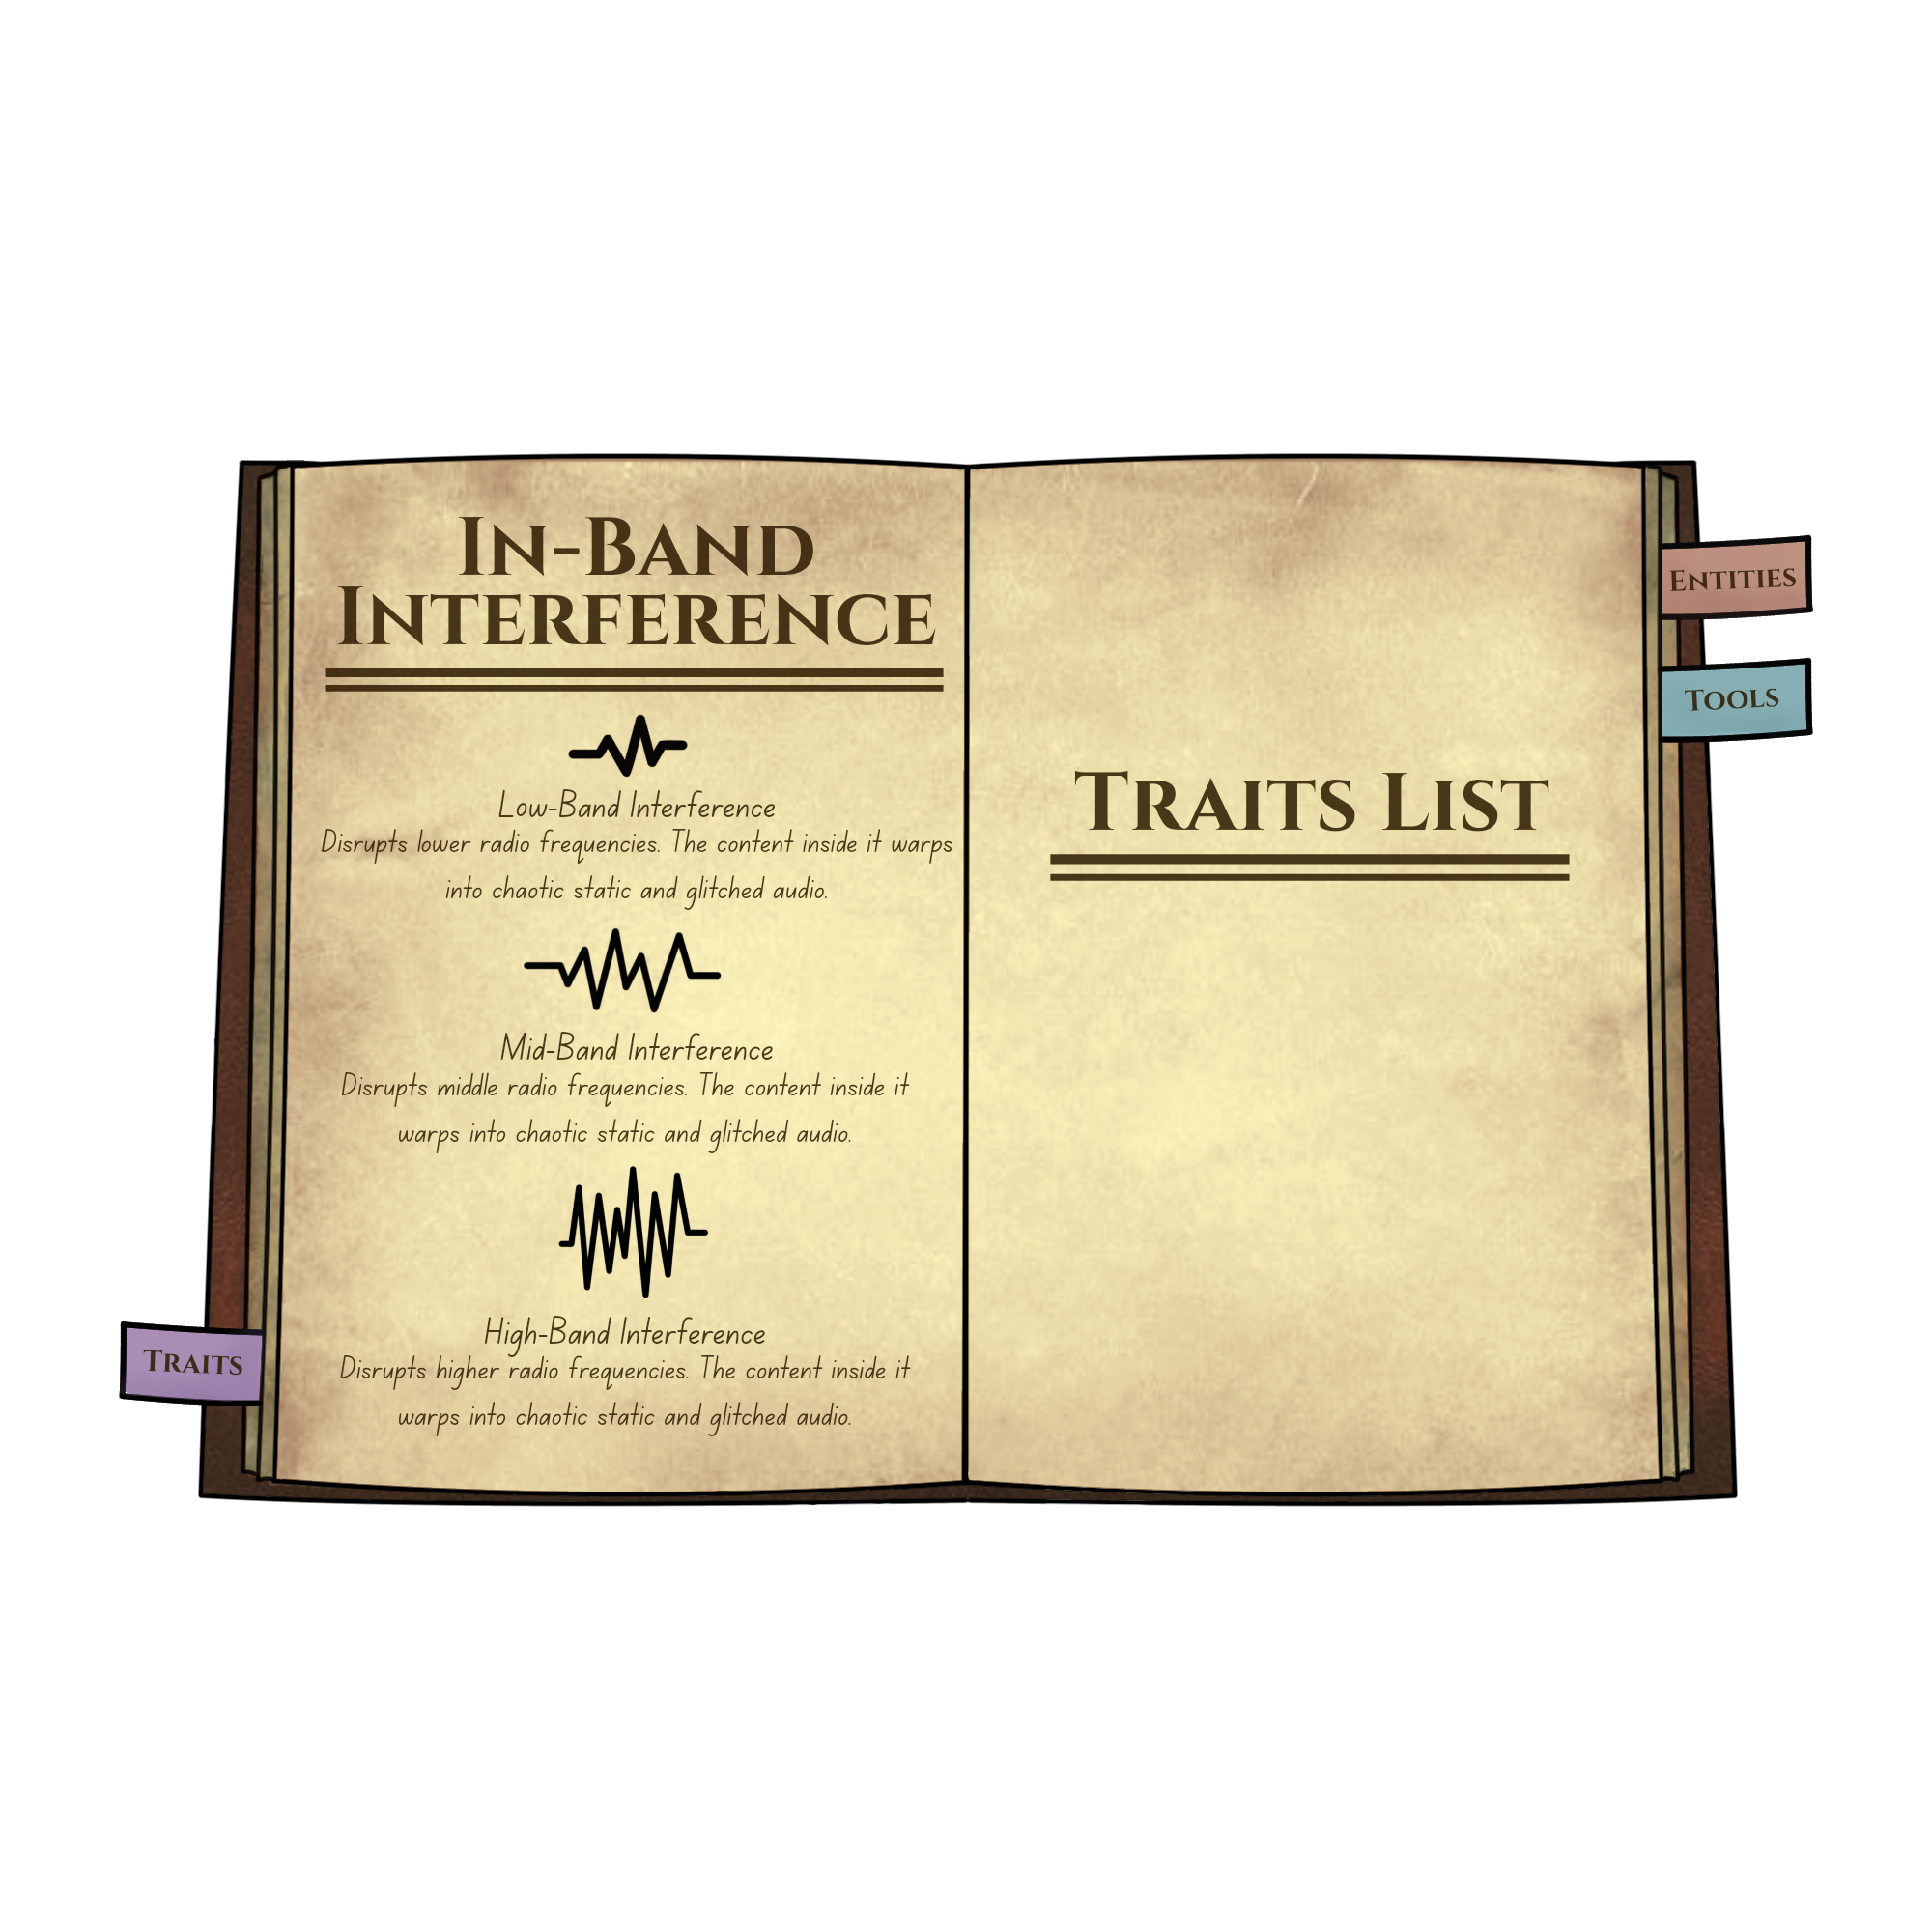 In-Band
Interference
Low-Band Interference
Disrupts lower radio frequencies. The content inside it warps
into chaotic static and glitched audio.
Mid-Band Interference
Disrupts middle radio frequencies. The content inside it
warps into chaotic static and glitched audio.
High-Band Interference
Disrupts higher radio frequencies. The content inside it
warps into chaotic static and glitched audio.
Traits
Traits List
Entities
Tools